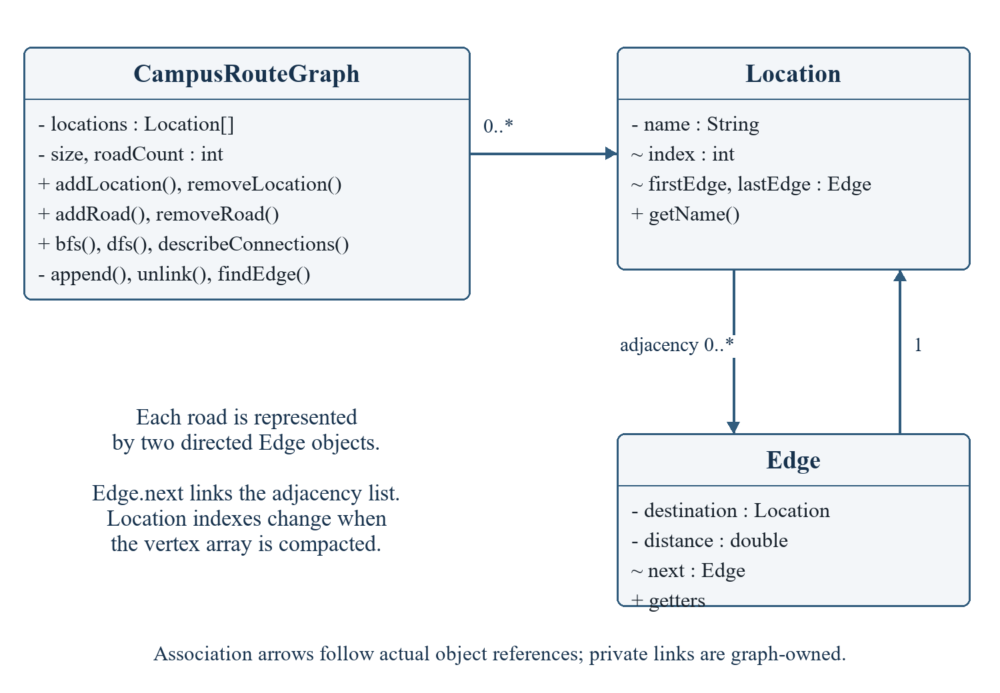 CampusRouteGraph
- locations : Location[]
- size, roadCount : int
+ addLocation(), removeLocation()
+ addRoad(), removeRoad()
+ bfs(), dfs(), describeConnections()
- append(), unlink(), findEdge()
0..*
Location
- name : String
~ index : int
~ firstEdge, lastEdge : Edge
+ getName()
adjacency 0..*
1
Each road is represented
by two directed Edge objects.
Edge.next links the adjacency list.
Location indexes change when
the vertex array is compacted.
Edge
- destination : Location
- distance : double
~ next : Edge
+ getters
Association arrows follow actual object references; private links are graph-owned.